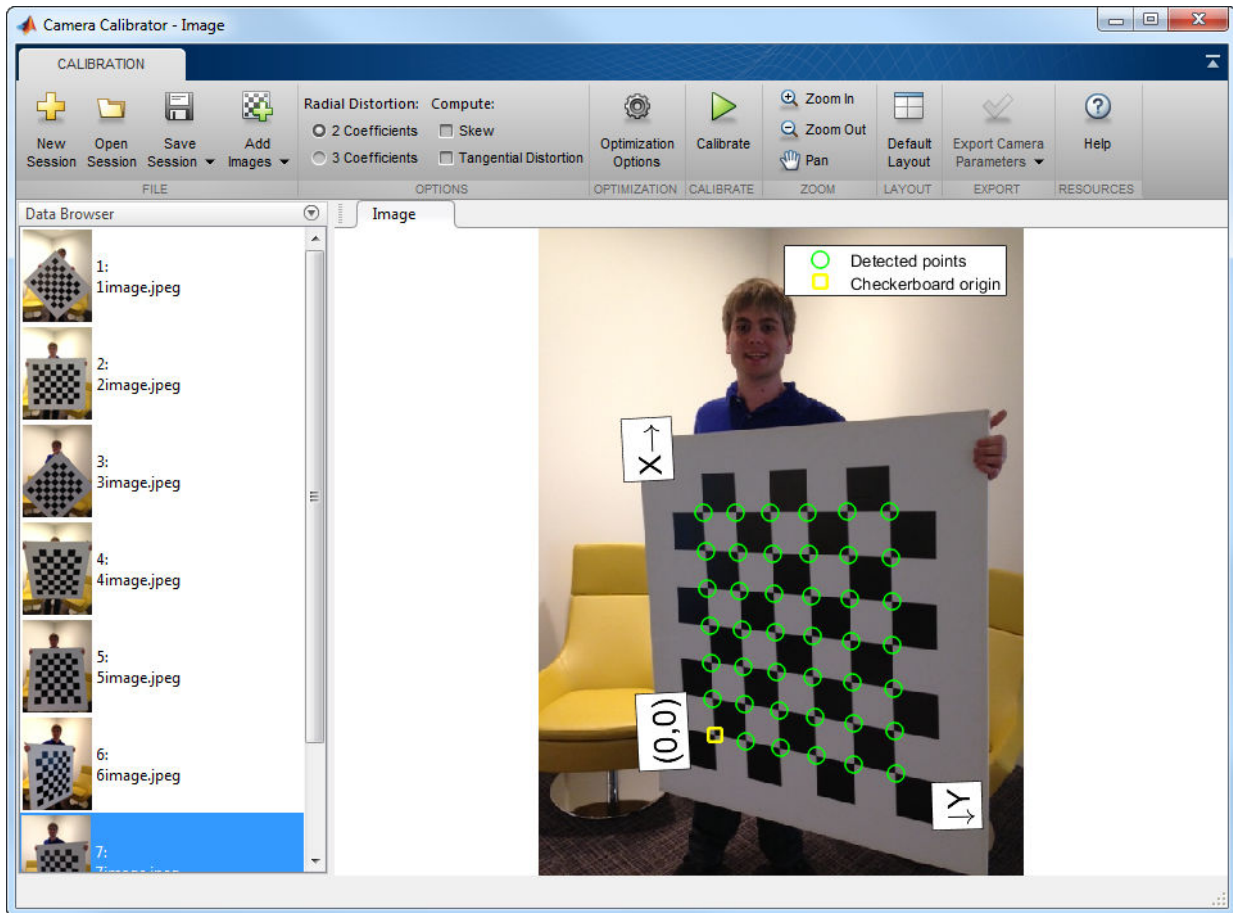 Camera Calibrator - Image
CALIBRATION
New Session
Open Session
Save Session
Add Images
FILE
Radial Distortion:
2 Coefficients
3 Coefficients
Compute:
Skew
Tangential Distortion
OPTIONS
Optimization Options
OPTIMIZATION
Calibrate
CALIBRATE
Zoom In
Zoom Out
Pan
ZOOM
Default Layout
LAYOUT
Export Camera Parameters
EXPORT
Help
RESOURCES
Data Browser
1:
1image.jpeg
2:
2image.jpeg
3:
3image.jpeg
4:
4image.jpeg
5:
5image.jpeg
6:
6image.jpeg
7:
7image.jpeg
Image
Detected points
Checkerboard origin
X→
(0,0)
→Y